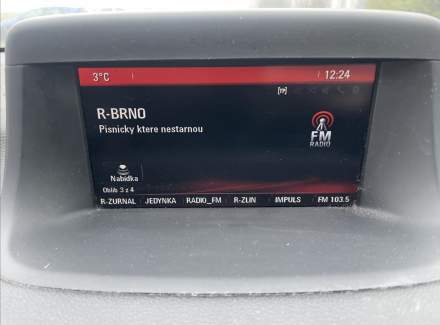 3°C 12:24
[TP]
R-BRNO
Pisnicky ktere nestarnou
FM
RADIO
Nabídka
Oblíb 3 z 4
R-ZURNAL JEDYNKA RADIO_FM R-ZLIN IMPULS FM 103.5